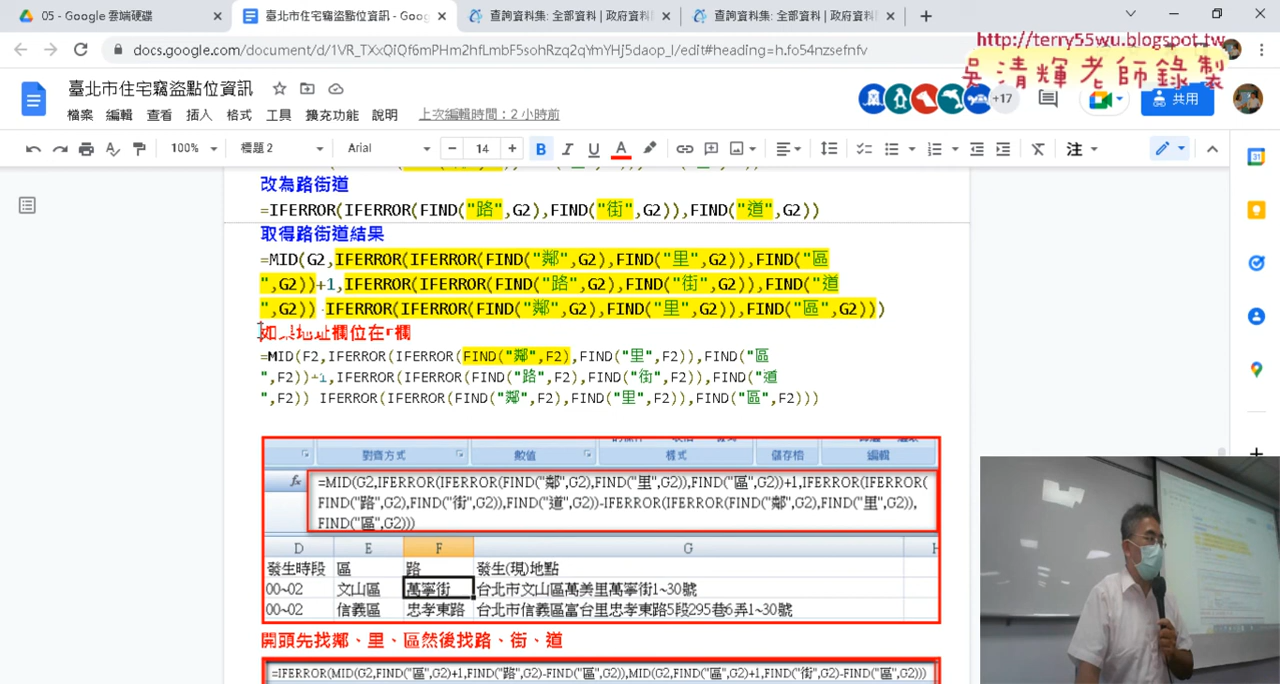 05 - Google 雲端硬碟
臺北市住宅竊盜點位資訊 - Goog
查詢資料集: 全部資料 | 政府資料
查詢資料集: 全部資料 | 政府資料
docs.google.com/document/d/1VR_TXxQiQf6mPHm2hfLmbF5sohRzq2qYmYHj5daop_I/edit#heading=h.fo54nzsefnfv
http://terry55wu.blogspot.tw
吳清輝老師錄製
臺北市住宅竊盜點位資訊
檔案 編輯 查看 插入 格式 工具 擴充功能 說明 上次編輯時間：2 小時前
+17
共用
100% 標題 2 Arial 14 B I U A 注
改為路街道
=IFERROR(IFERROR(FIND("路",G2),FIND("街",G2)),FIND("道",G2))
取得路街道結果
=MID(G2,IFERROR(IFERROR(FIND("鄰",G2),FIND("里",G2)),FIND("區
",G2))+1,IFERROR(IFERROR(FIND("路",G2),FIND("街",G2)),FIND("道
",G2))-IFERROR(IFERROR(FIND("鄰",G2),FIND("里",G2)),FIND("區",G2)))
如果地址欄位在F欄
=MID(F2,IFERROR(IFERROR(FIND("鄰",F2),FIND("里",F2)),FIND("區
",F2))+1,IFERROR(IFERROR(FIND("路",F2),FIND("街",F2)),FIND("道
",F2)) IFERROR(IFERROR(FIND("鄰",F2),FIND("里",F2)),FIND("區",F2)))
對齊方式 數值 樣式 儲存格 編輯
fx =MID(G2,IFERROR(IFERROR(FIND("鄰",G2),FIND("里",G2)),FIND("區",G2))+1,IFERROR(IFERROR(
FIND("路",G2),FIND("街",G2)),FIND("道",G2))-IFERROR(IFERROR(FIND("鄰",G2),FIND("里",G2)),
FIND("區",G2)))
D E F G H
發生時段 區 路 發生(現)地點
00~02 文山區 萬寧街 台北市文山區萬美里萬寧街1~30號
00~02 信義區 忠孝東路 台北市信義區富台里忠孝東路5段295巷6弄1~30號
開頭先找鄰、里、區然後找路、街、道
=IFERROR(MID(G2,FIND("區",G2)+1,FIND("路",G2)-FIND("區",G2)),MID(G2,FIND("區",G2)+1,FIND("街",G2)-FIND("區",G2)))